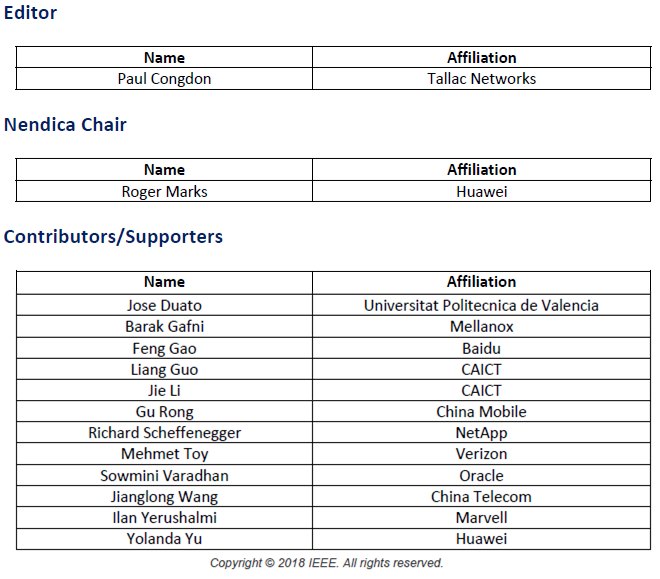 Editor
Name Affiliation
Paul Congdon Tallac Networks
Nendica Chair
Name Affiliation
Roger Marks Huawei
Contributors/Supporters
Name Affiliation
Jose Duato Universitat Politecnica de Valencia
Barak Gafni Mellanox
Feng Gao Baidu
Liang Guo CAICT
Jie Li CAICT
Gu Rong China Mobile
Richard Scheffenegger NetApp
Mehmet Toy Verizon
Sowmini Varadhan Oracle
Jianglong Wang China Telecom
Ilan Yerushalmi Marvell
Yolanda Yu Huawei
Copyright © 2018 IEEE. All rights reserved.